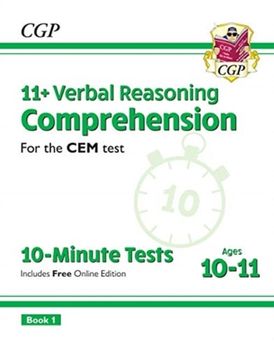 CGP
CGP
11+ Verbal Reasoning
Comprehension
For the CEM test
10
10-Minute Tests
Includes Free Online Edition
Ages
10-11
Book 1